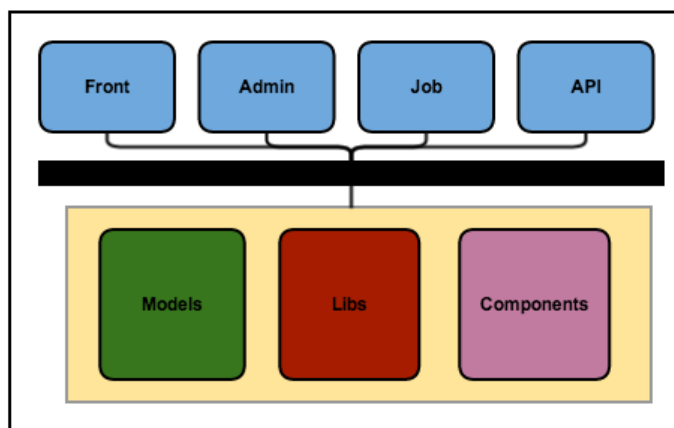 Front
Admin
Job
API
Models
Libs
Components